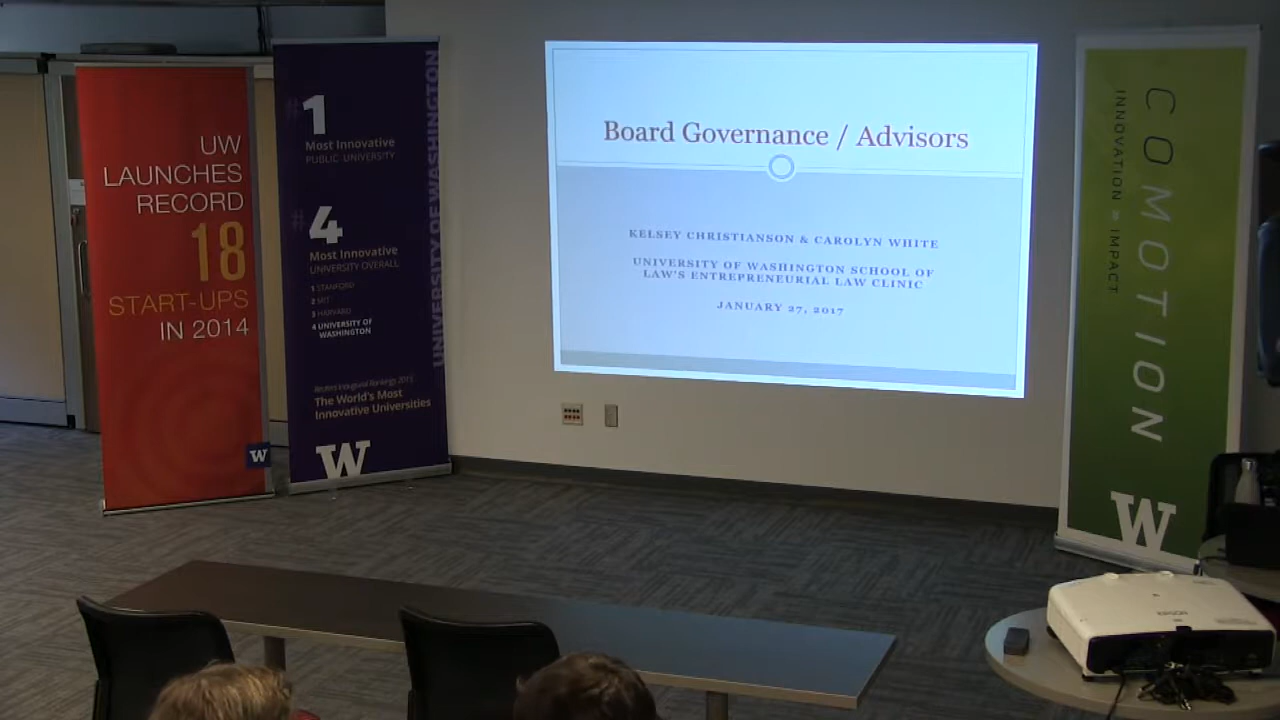 UW
LAUNCHES
RECORD
18
START-UPS
IN 2014
W
#1
Most Innovative
PUBLIC UNIVERSITY
#4
Most Innovative
UNIVERSITY OVERALL
1 STANFORD
2 MIT
3 HARVARD
4 UNIVERSITY OF
WASHINGTON
The World's Most
Innovative Universities
W
UNIVERSITY OF WASHINGTON
Board Governance / Advisors
KELSEY CHRISTIANSON & CAROLYN WHITE
UNIVERSITY OF WASHINGTON SCHOOL OF
LAW'S ENTREPRENEURIAL LAW CLINIC
JANUARY 27, 2017
COMOTION
INNOVATION = IMPACT
W
EPSON